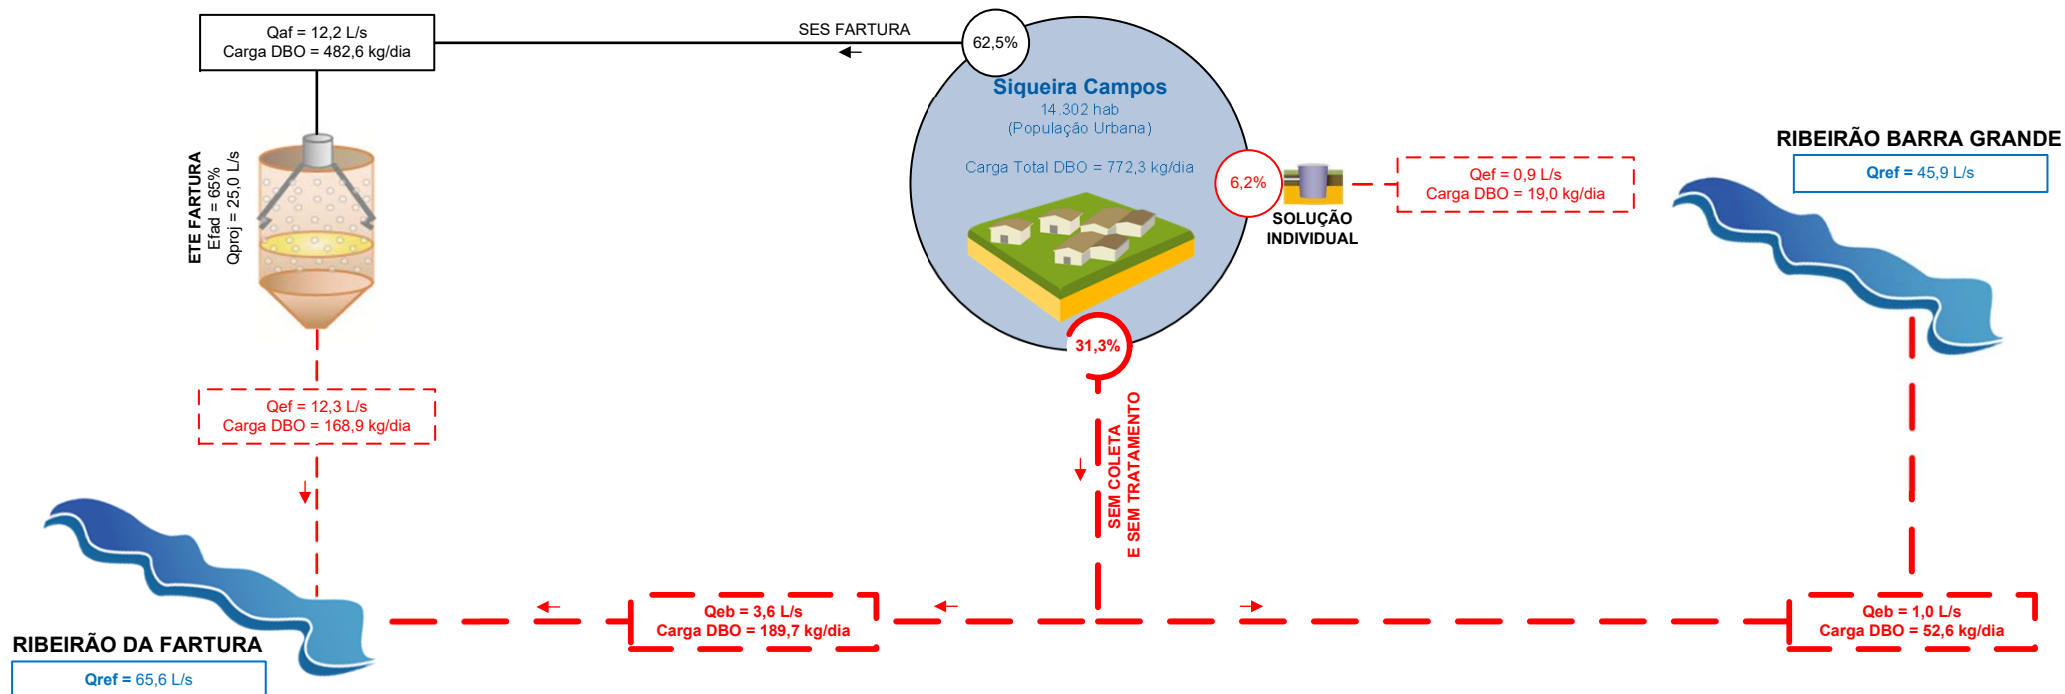 Qaf = 12,2 L/s
Carga DBO = 482,6 kg/dia
SES FARTURA
62,5%
Siqueira Campos
14.302 hab
(População Urbana)
Carga Total DBO = 772,3 kg/dia
6,2%
SOLUÇÃO
INDIVIDUAL
Qef = 0,9 L/s
Carga DBO = 19,0 kg/dia
RIBEIRÃO BARRA GRANDE
Qref = 45,9 L/s
ETE FARTURA
Efad = 65%
Qproj = 25,0 L/s
31,3%
Qef = 12,3 L/s
Carga DBO = 168,9 kg/dia
SEM COLETA
E SEM TRATAMENTO
Qeb = 3,6 L/s
Carga DBO = 189,7 kg/dia
Qeb = 1,0 L/s
Carga DBO = 52,6 kg/dia
RIBEIRÃO DA FARTURA
Qref = 65,6 L/s